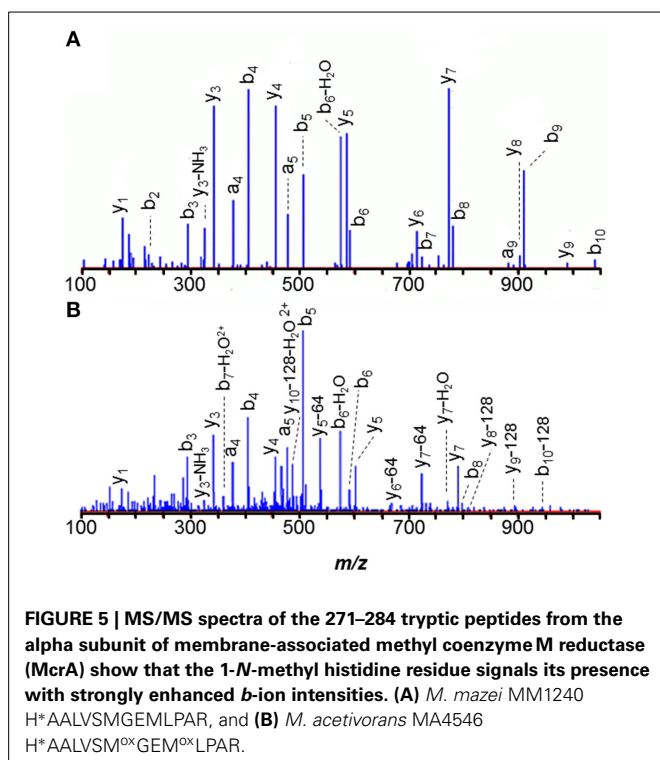 A
y₁
b₂
b₃
y₃-NH₃
y₃
a₄
b₄
y₄
a₅
b₅
b₆-H₂O
y₅
b₆
y₆
b₇
y₇
b₈
a₉
y₈
b₉
y₉
b₁₀
100 300 500 700 900
B
y₁
b₃
y₃-NH₃
y₃
b₇-H₂O²⁺
a₄
b₄
y₄
a₅
y₁₀-128-H₂O²⁺
b₅
y₅-64
b₆-H₂O
b₆
y₅
y₆-64
y₇-64
y₇-H₂O
y₇
b₈
y₈-128
y₉-128
b₁₀-128
100 300 500 700 900
m/z
FIGURE 5 | MS/MS spectra of the 271–284 tryptic peptides from the
alpha subunit of membrane-associated methyl coenzyme M reductase
(McrA) show that the 1-N-methyl histidine residue signals its presence
with strongly enhanced b-ion intensities. (A) M. mazei MM1240
H*AALVSMGEMLPAR, and (B) M. acetivorans MA4546
H*AALVSMᵒˣGEMᵒˣLPAR.